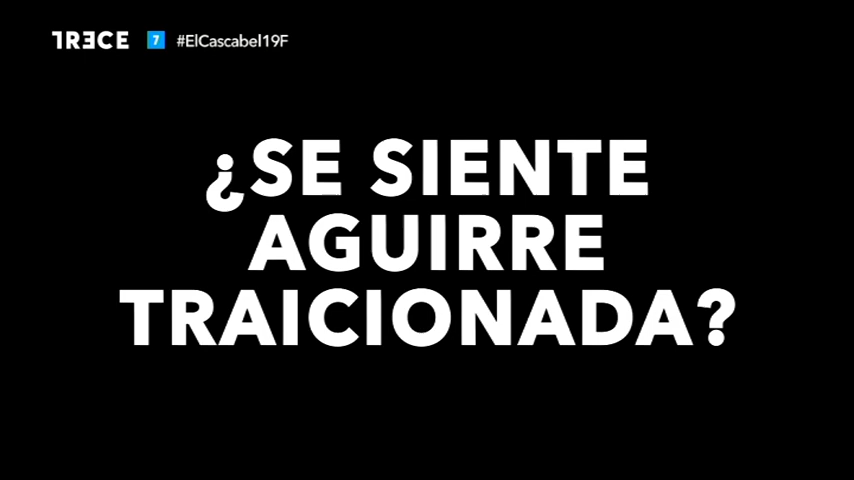 TRECE 7 #ElCascabel19F
¿SE SIENTE
AGUIRRE
TRAICIONADA?